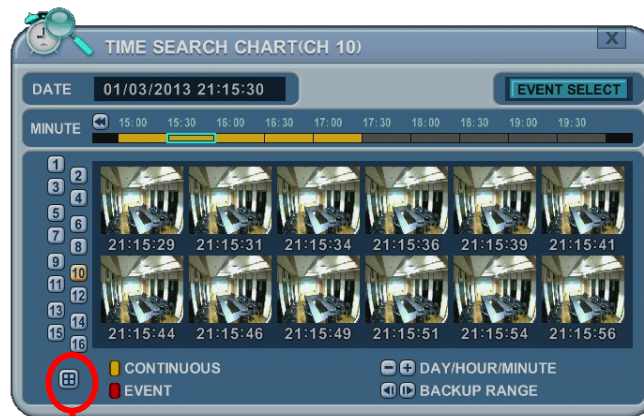 TIME SEARCH CHART(CH 10)
X
DATE 01/03/2013 21:15:30 EVENT SELECT
MINUTE 15:00 15:30 16:00 16:30 17:00 17:30 18:00 18:30 19:00 19:30
1 2
3 4
5 6
7 8
9 10
11 12
13 14
15 16
21:15:29 21:15:31 21:15:34 21:15:36 21:15:39 21:15:41
21:15:44 21:15:46 21:15:49 21:15:51 21:15:54 21:15:56
CONTINUOUS DAY/HOUR/MINUTE
EVENT BACKUP RANGE